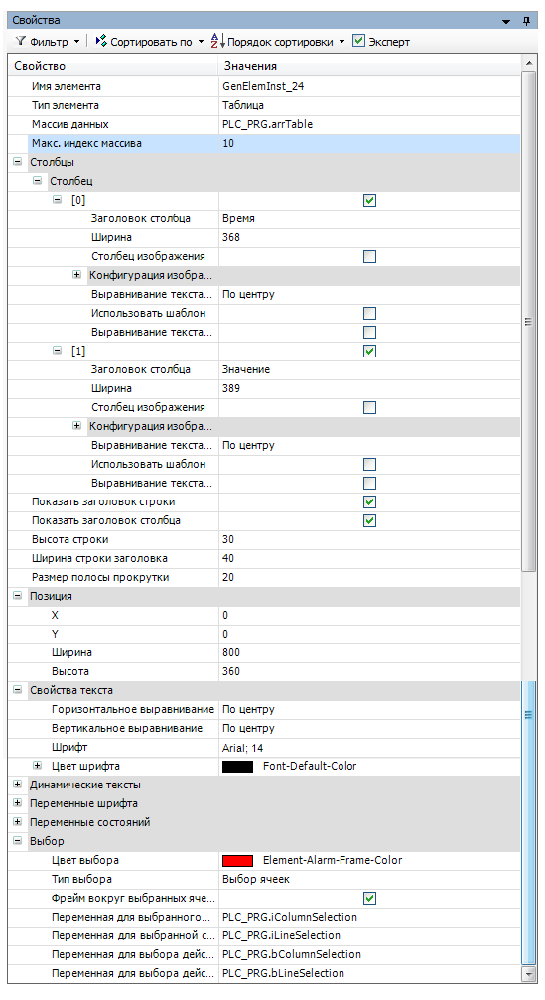 Свойства
Фильтр Сортировать по Порядок сортировки Эксперт
Свойство Значения
Имя элемента GenElemInst_24
Тип элемента Таблица
Массив данных PLC_PRG.arrTable
Макс. индекс массива 10
Столбцы
Столбец
[0]
Заголовок столбца Время
Ширина 368
Столбец изображения
Конфигурация изобра...
Выравнивание текста... По центру
Использовать шаблон
Выравнивание текста...
[1]
Заголовок столбца Значение
Ширина 389
Столбец изображения
Конфигурация изобра...
Выравнивание текста... По центру
Использовать шаблон
Выравнивание текста...
Показать заголовок строки
Показать заголовок столбца
Высота строки 30
Ширина строки заголовка 40
Размер полосы прокрутки 20
Позиция
X 0
Y 0
Ширина 800
Высота 360
Свойства текста
Горизонтальное выравнивание По центру
Вертикальное выравнивание По центру
Шрифт Arial; 14
Цвет шрифта Font-Default-Color
Динамические тексты
Переменные шрифта
Переменные состояний
Выбор
Цвет выбора Element-Alarm-Frame-Color
Тип выбора Выбор ячеек
Фрейм вокруг выбранных яче...
Переменная для выбранного... PLC_PRG.iColumnSelection
Переменная для выбранной с... PLC_PRG.iLineSelection
Переменная для выбора дейс... PLC_PRG.bColumnSelection
Переменная для выбора дейс... PLC_PRG.bLineSelection